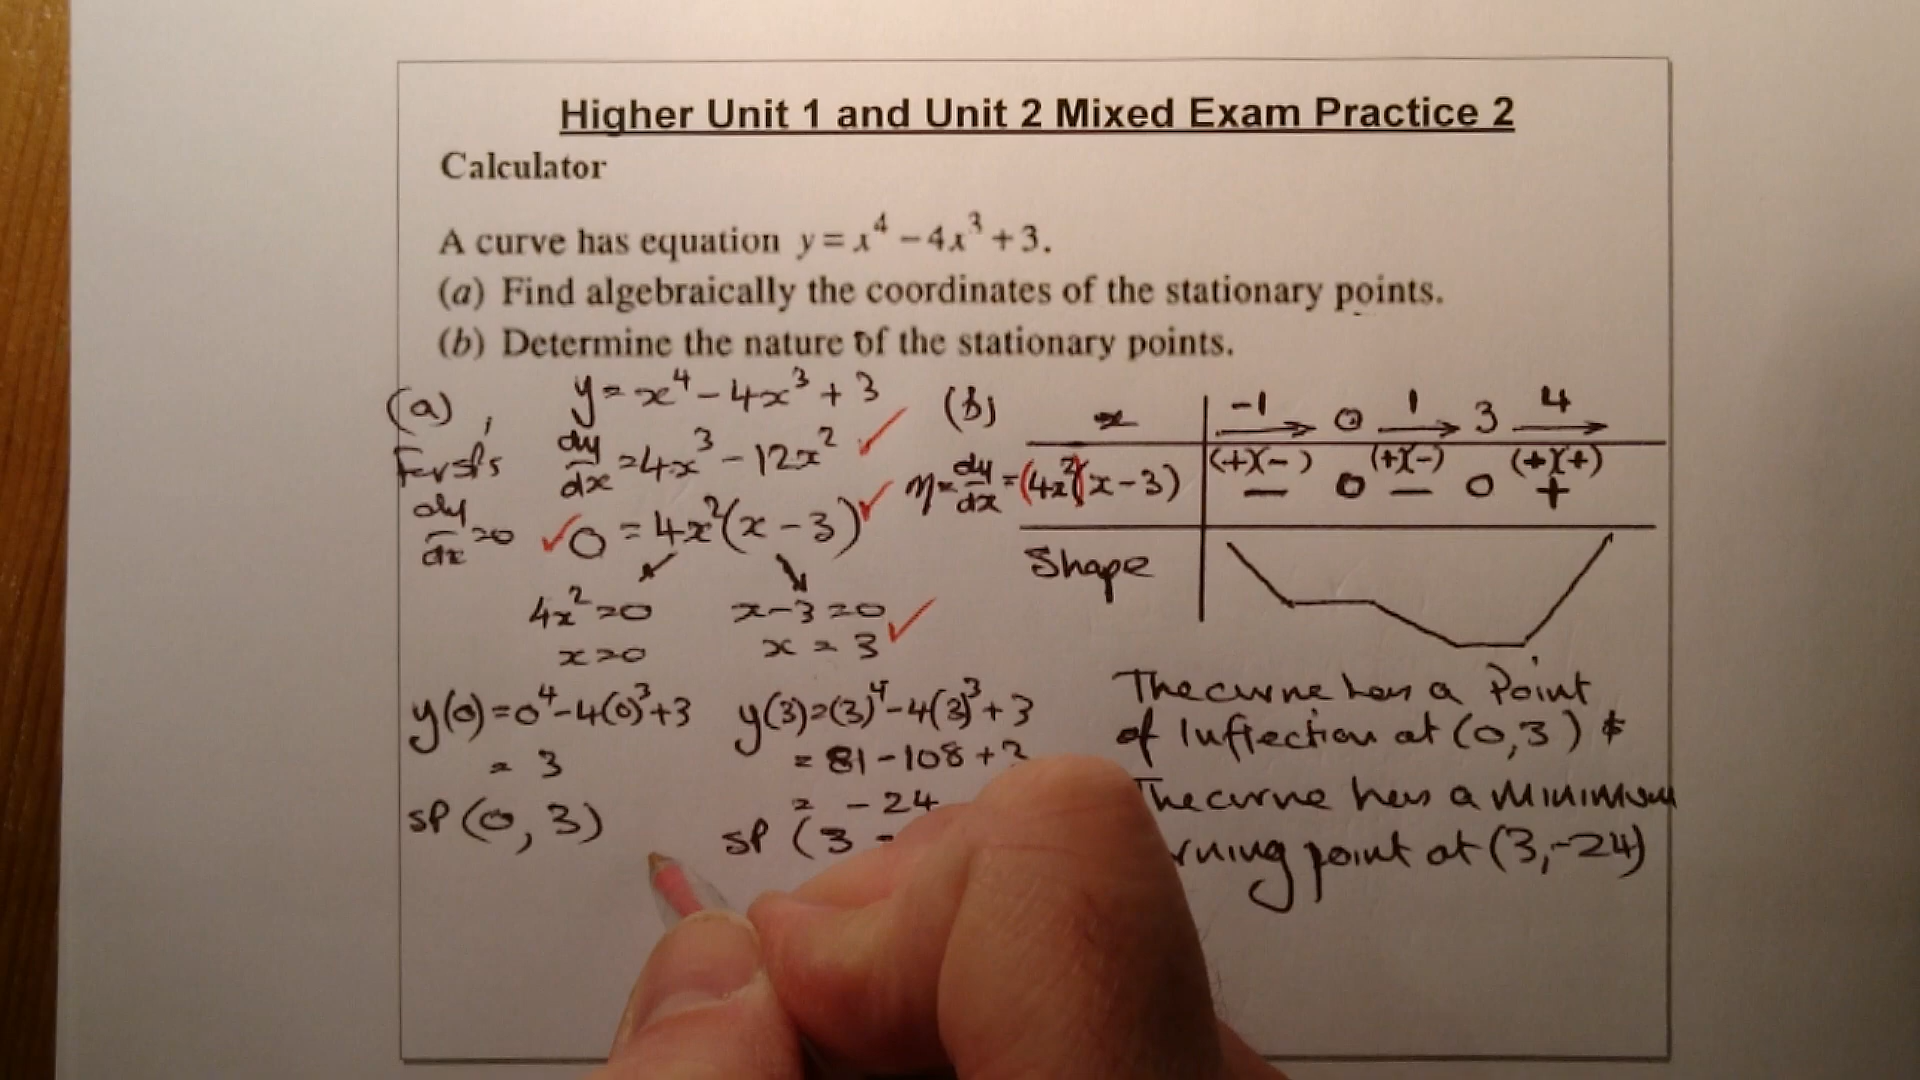 Higher Unit 1 and Unit 2 Mixed Exam Practice 2
Calculator
A curve has equation y = x⁴ − 4x³ + 3.
(a) Find algebraically the coordinates of the stationary points.
(b) Determine the nature of the stationary points.
(a) y = x⁴ − 4x³ + 3
For SPs dy/dx = 4x³ − 12x²
dy/dx = 0 0 = 4x²(x − 3)
4x² = 0 x − 3 = 0
x = 0 x = 3
y(0) = 0⁴ − 4(0)³ + 3 y(3) = (3)⁴ − 4(3)³ + 3
= 3 = 81 − 108 + 3
= − 24
SP (0, 3) SP (3 −
(b) x −1 → 0 1 → 3 4 →
m = dy/dx = (4x²)(x − 3) (+)(−) (+)(−) (+)(+)
− 0 − 0 +
Shape
The curve has a Point
of Inflection at (0,3) &
The curve has a minimum
rning point at (3,−24)